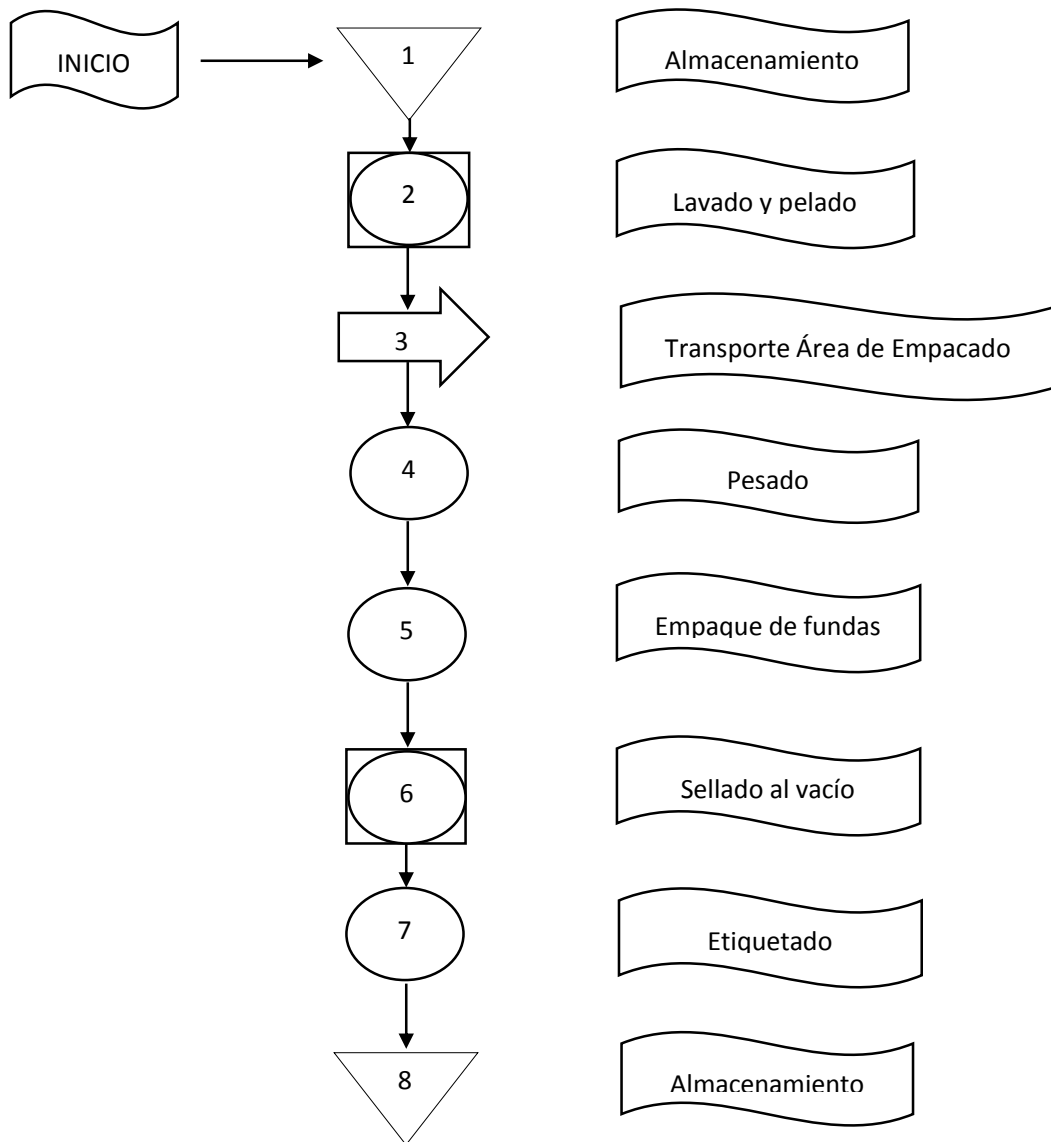 INICIO
1
Almacenamiento
2
Lavado y pelado
3
Transporte Área de Empacado
4
Pesado
5
Empaque de fundas
6
Sellado al vacío
7
Etiquetado
8
Almacenamiento